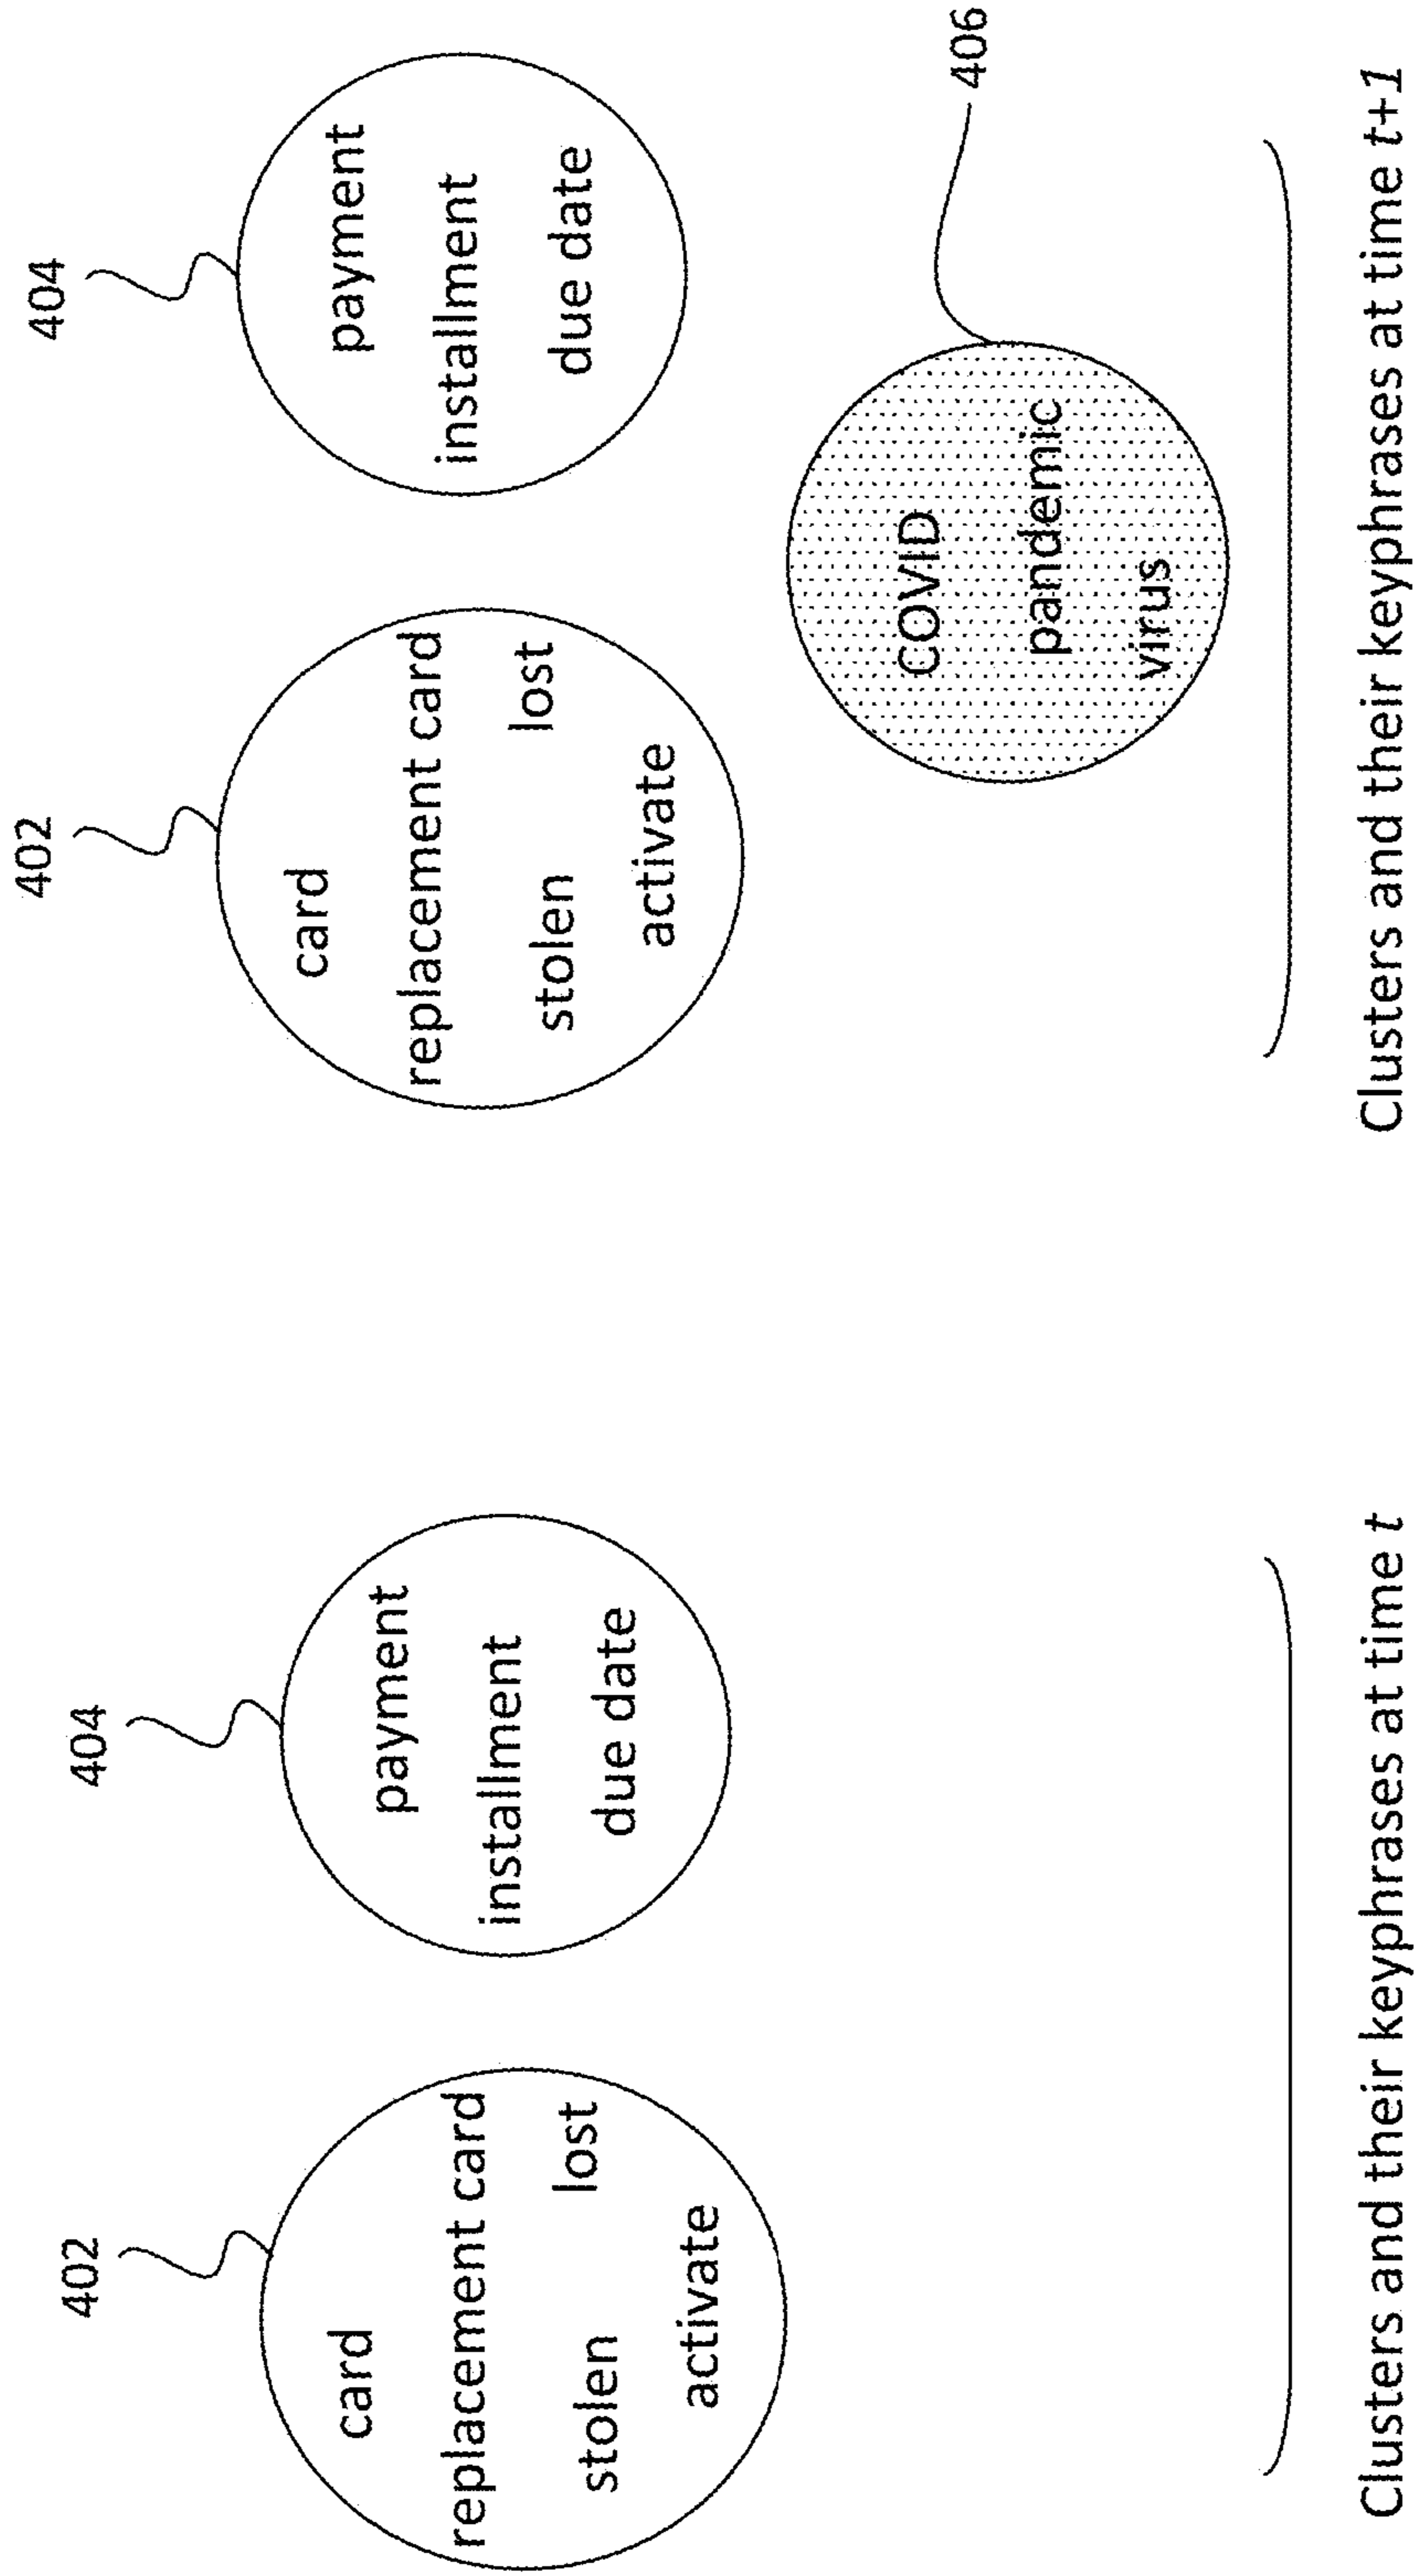 402
card
replacement card
stolen
lost
activate
404
payment
installment
due date
Clusters and their keyphrases at time t
402
card
replacement card
stolen
lost
activate
404
payment
installment
due date
COVID
pandemic
virus
406
Clusters and their keyphrases at time t+1